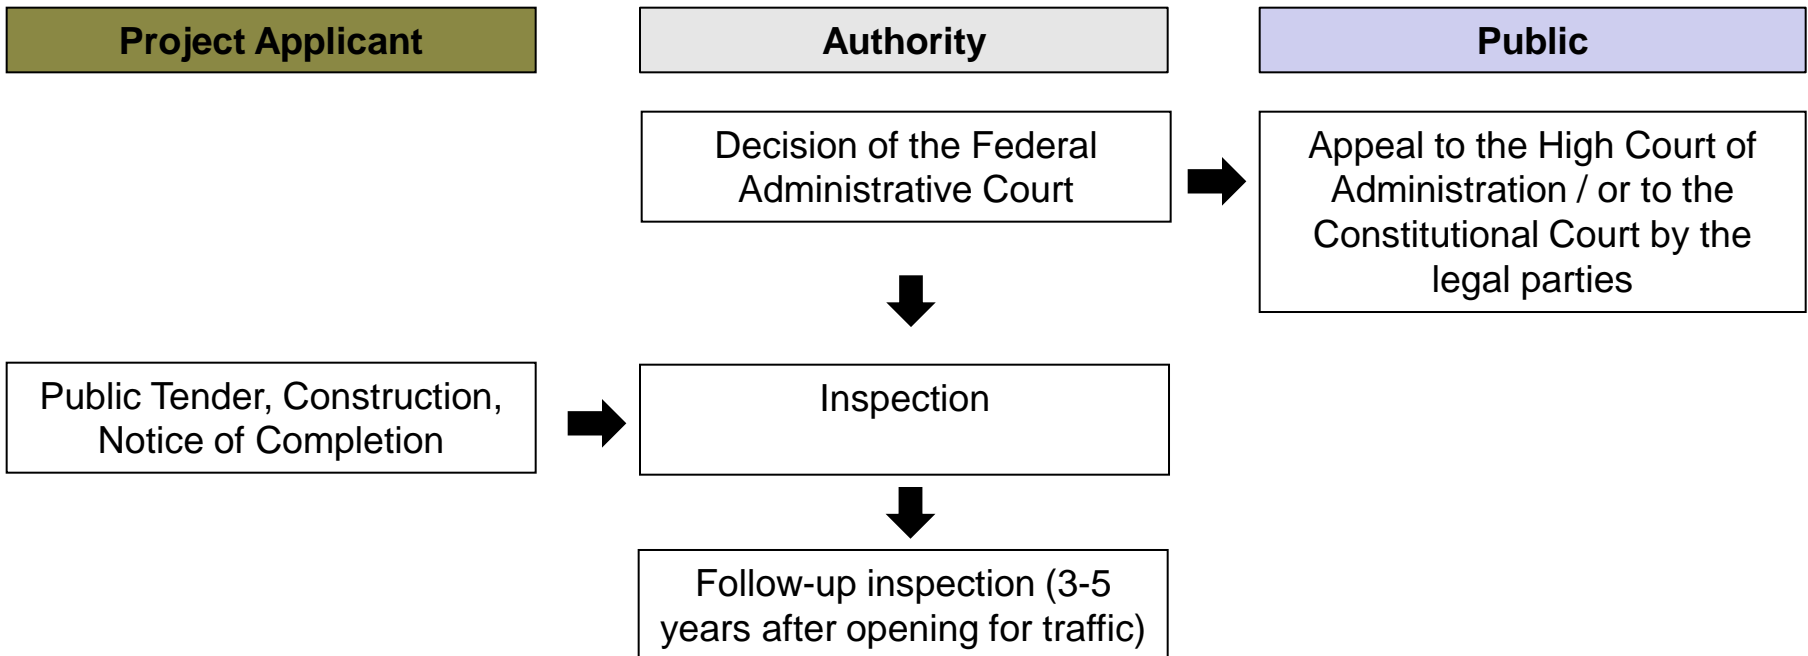 Project Applicant
Authority
Public
Decision of the Federal
Administrative Court
Appeal to the High Court of
Administration / or to the
Constitutional Court by the
legal parties
Public Tender, Construction,
Notice of Completion
Inspection
Follow-up inspection (3-5
years after opening for traffic)